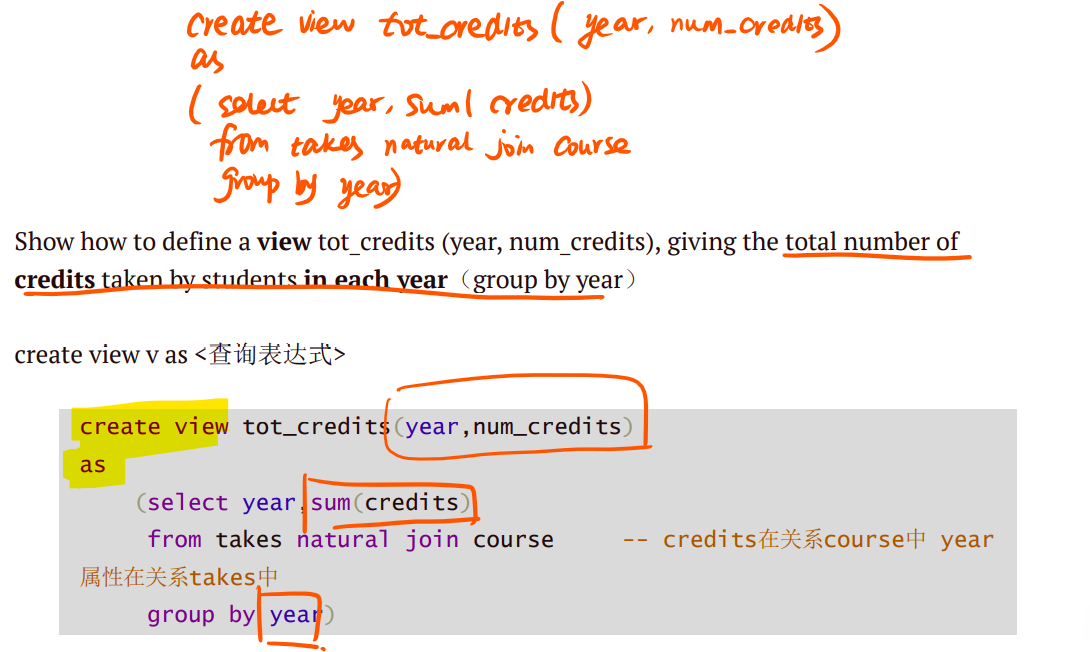 create view tot_credits ( year, num_credits)
as
( select year, sum( credits)
from takes natural join course
group by year)
Show how to define a view tot_credits (year, num_credits), giving the total number of
credits taken by students in each year（group by year）
create view v as <查询表达式>
create view tot_credits(year,num_credits)
as
(select year,sum(credits)
from takes natural join course -- credits在关系course中 year
属性在关系takes中
group by year)